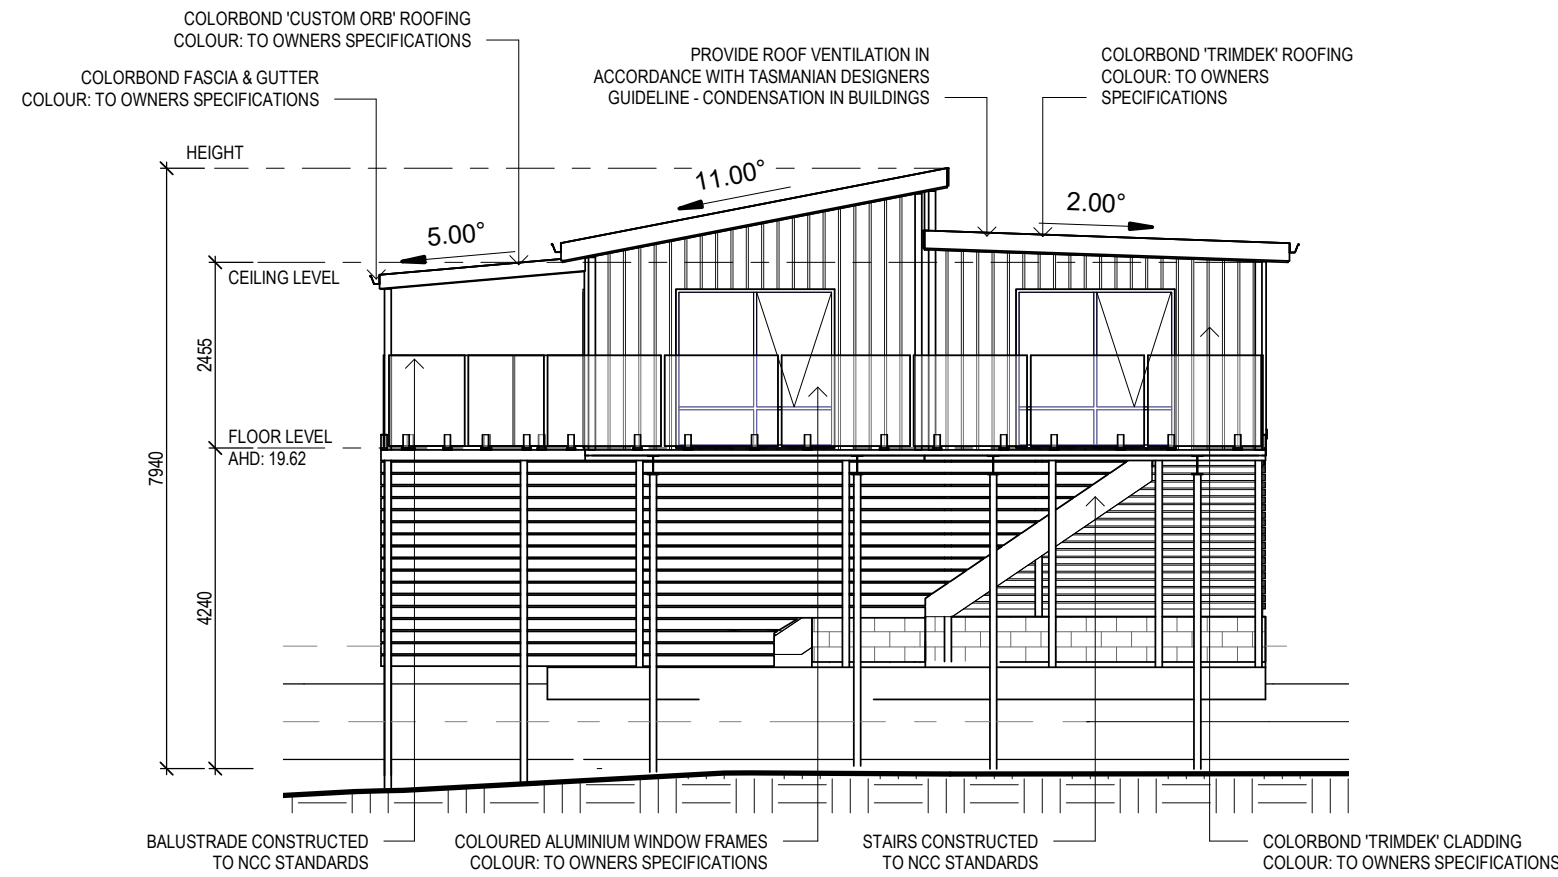 COLORBOND 'CUSTOM ORB' ROOFING
COLOUR: TO OWNERS SPECIFICATIONS
COLORBOND FASCIA & GUTTER
COLOUR: TO OWNERS SPECIFICATIONS
PROVIDE ROOF VENTILATION IN
ACCORDANCE WITH TASMANIAN DESIGNERS
GUIDELINE - CONDENSATION IN BUILDINGS
COLORBOND 'TRIMDEK' ROOFING
COLOUR: TO OWNERS
SPECIFICATIONS
HEIGHT
11.00°
5.00°
2.00°
CEILING LEVEL
2455
FLOOR LEVEL
AHD: 19.62
7940
4240
BALUSTRADE CONSTRUCTED
TO NCC STANDARDS
COLOURED ALUMINIUM WINDOW FRAMES
COLOUR: TO OWNERS SPECIFICATIONS
STAIRS CONSTRUCTED
TO NCC STANDARDS
COLORBOND 'TRIMDEK' CLADDING
COLOUR: TO OWNERS SPECIFICATIONS